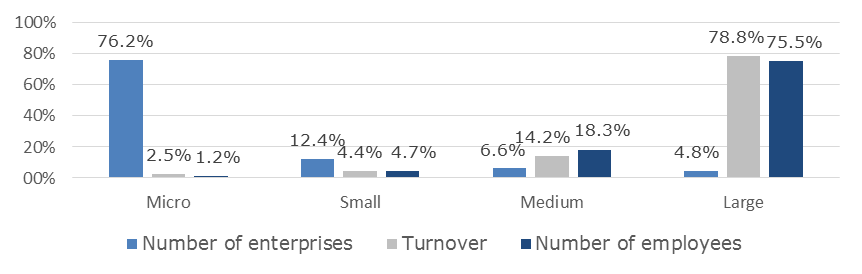 100%
80%
60%
40%
20%
00%
76.2%
2.5%
1.2%
12.4%
4.4%
4.7%
6.6%
14.2%
18.3%
4.8%
78.8%
75.5%
Micro
Small
Medium
Large
Number of enterprises
Turnover
Number of employees